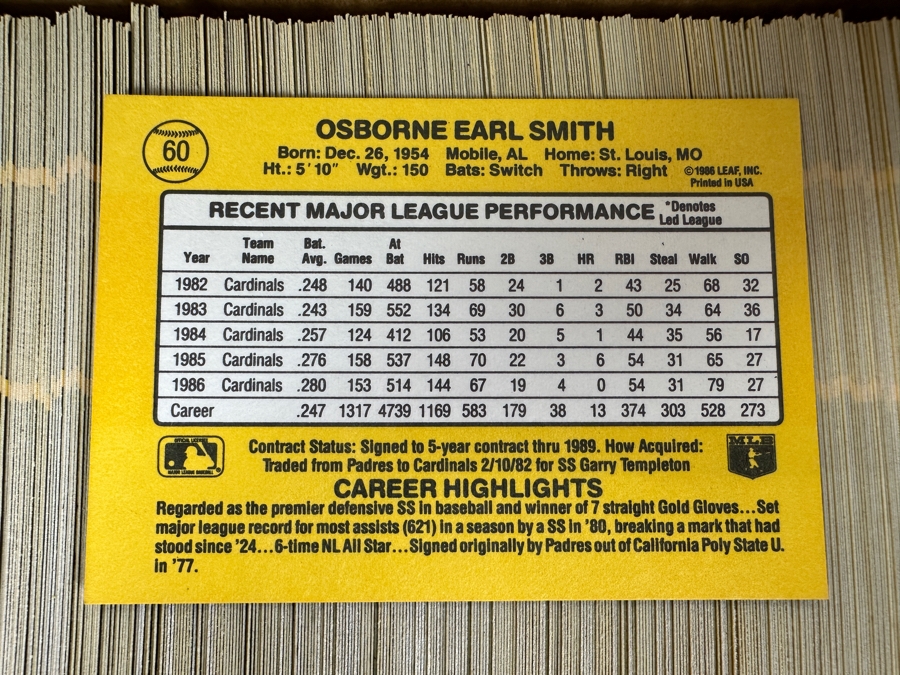 60
OSBORNE EARL SMITH
Born: Dec. 26, 1954 Mobile, AL Home: St. Louis, MO
Ht.: 5' 10" Wgt.: 150 Bats: Switch Throws: Right
©1986 LEAF, INC.
Printed in USA
RECENT MAJOR LEAGUE PERFORMANCE
*Denotes
Led League
Year Team Name Bat. Avg. Games At Bat Hits Runs 2B 3B HR RBI Steal Walk SO
1982 Cardinals .248 140 488 121 58 24 1 2 43 25 68 32
1983 Cardinals .243 159 552 134 69 30 6 3 50 34 64 36
1984 Cardinals .257 124 412 106 53 20 5 1 44 35 56 17
1985 Cardinals .276 158 537 148 70 22 3 6 54 31 65 27
1986 Cardinals .280 153 514 144 67 19 4 0 54 31 79 27
Career .247 1317 4739 1169 583 179 38 13 374 303 528 273
OFFICIAL LICENSEE
MAJOR LEAGUE BASEBALL
Contract Status: Signed to 5-year contract thru 1989. How Acquired:
Traded from Padres to Cardinals 2/10/82 for SS Garry Templeton
MLB
CAREER HIGHLIGHTS
Regarded as the premier defensive SS in baseball and winner of 7 straight Gold Gloves...Set
major league record for most assists (621) in a season by a SS in '80, breaking a mark that had
stood since '24...6-time NL All Star...Signed originally by Padres out of California Poly State U.
in '77.